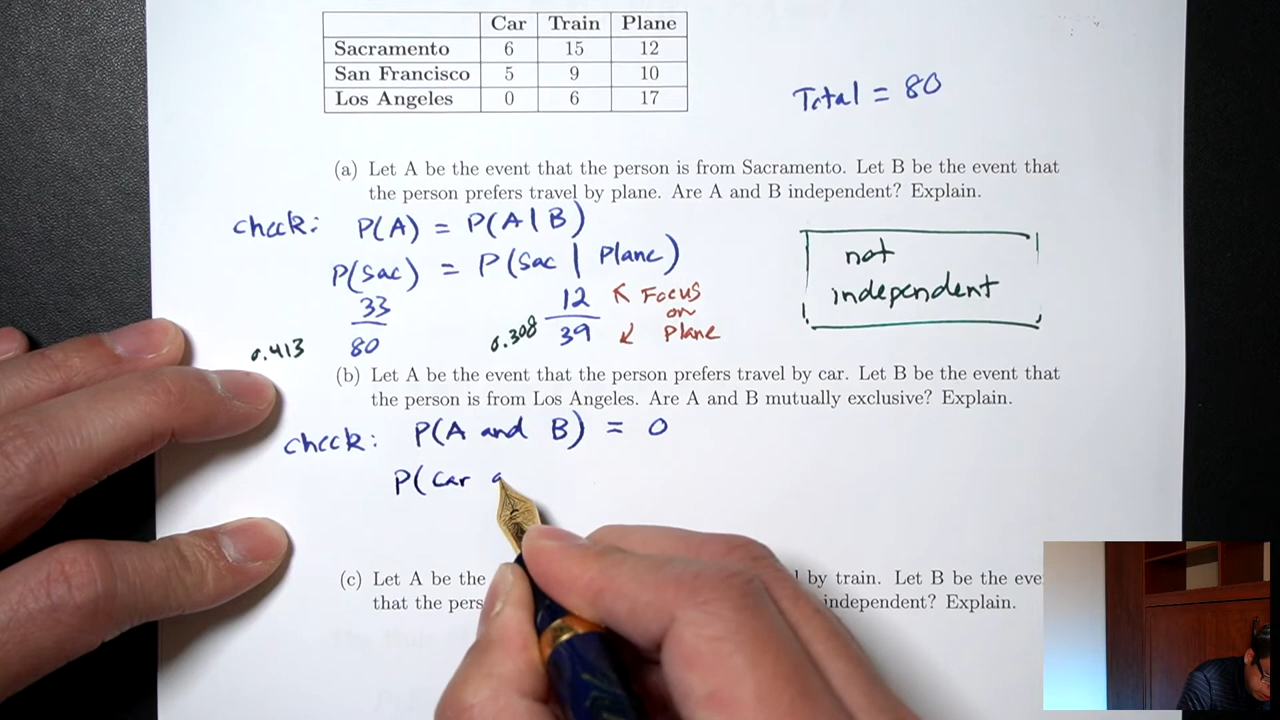 Car Train Plane
Sacramento 6 15 12
San Francisco 5 9 10
Los Angeles 0 6 17
Total = 80
(a) Let A be the event that the person is from Sacramento. Let B be the event that
the person prefers travel by plane. Are A and B independent? Explain.
check: P(A) = P(A | B)
P(Sac) = P(Sac | Plane)
33
80
0.413
12
39
0.308
Focus
on
Plane
not
independent
(b) Let A be the event that the person prefers travel by car. Let B be the event that
the person is from Los Angeles. Are A and B mutually exclusive? Explain.
check: P(A and B) = 0
P(Car a
(c) Let A be the by train. Let B be the eve
that the pers independent? Explain.